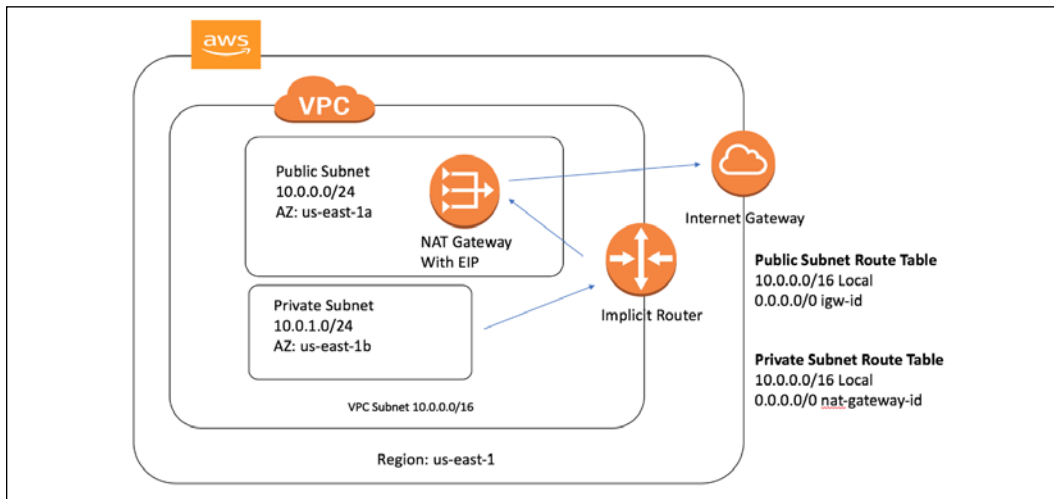 aws
VPC
Public Subnet
10.0.0.0/24
AZ: us-east-1a
NAT Gateway
With EIP
Internet Gateway
Private Subnet
10.0.1.0/24
AZ: us-east-1b
Implicit Router
VPC Subnet 10.0.0.0/16
Region: us-east-1
Public Subnet Route Table
10.0.0.0/16 Local
0.0.0.0/0 igw-id
Private Subnet Route Table
10.0.0.0/16 Local
0.0.0.0/0 nat-gateway-id